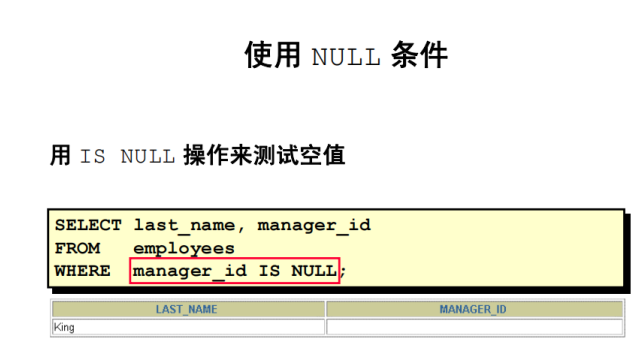 使用 NULL 条件
用 IS NULL 操作来测试空值
SELECT last_name, manager_id
FROM   employees
WHERE  manager_id IS NULL;
LAST_NAME MANAGER_ID
King